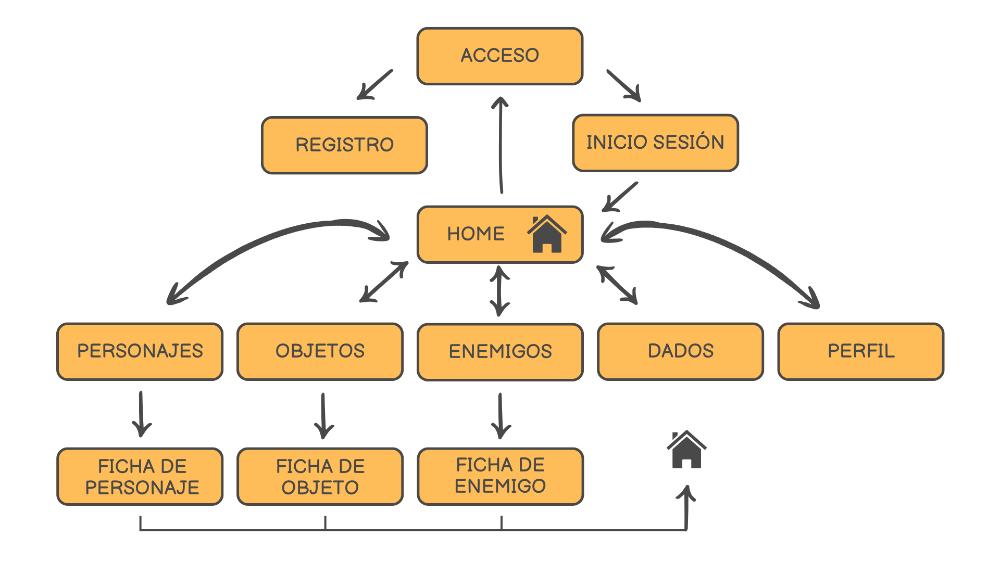 ACCESO
REGISTRO
INICIO SESIÓN
HOME
PERSONAJES
OBJETOS
ENEMIGOS
DADOS
PERFIL
FICHA DE
PERSONAJE
FICHA DE
OBJETO
FICHA DE
ENEMIGO